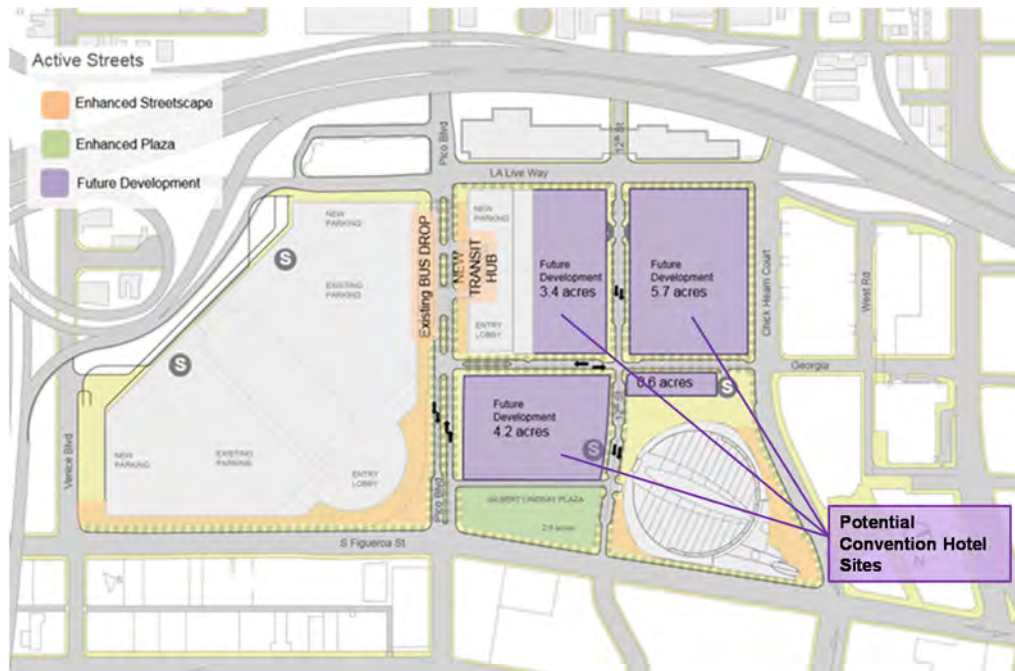 Active Streets
Enhanced Streetscape
Enhanced Plaza
Future Development
Pico Blvd
12th St
LA Live Way
NEW
PARKING
S
EXISTING
PARKING
Existing BUS DROP
NEW
PARKING
NEW
TRANSIT
HUB
ENTRY
LOBBY
Future
Development
3.4 acres
Future
Development
5.7 acres
Chick Hearn Court
West Rd
Georgia
S
0.6 acres
S
12th St
Future
Development
4.2 acres
S
Venice Blvd
NEW
PARKING
EXISTING
PARKING
ENTRY
LOBBY
Pico Blvd
GILBERT LINDSAY PLAZA
S Figueroa St
Potential
Convention Hotel
Sites
N